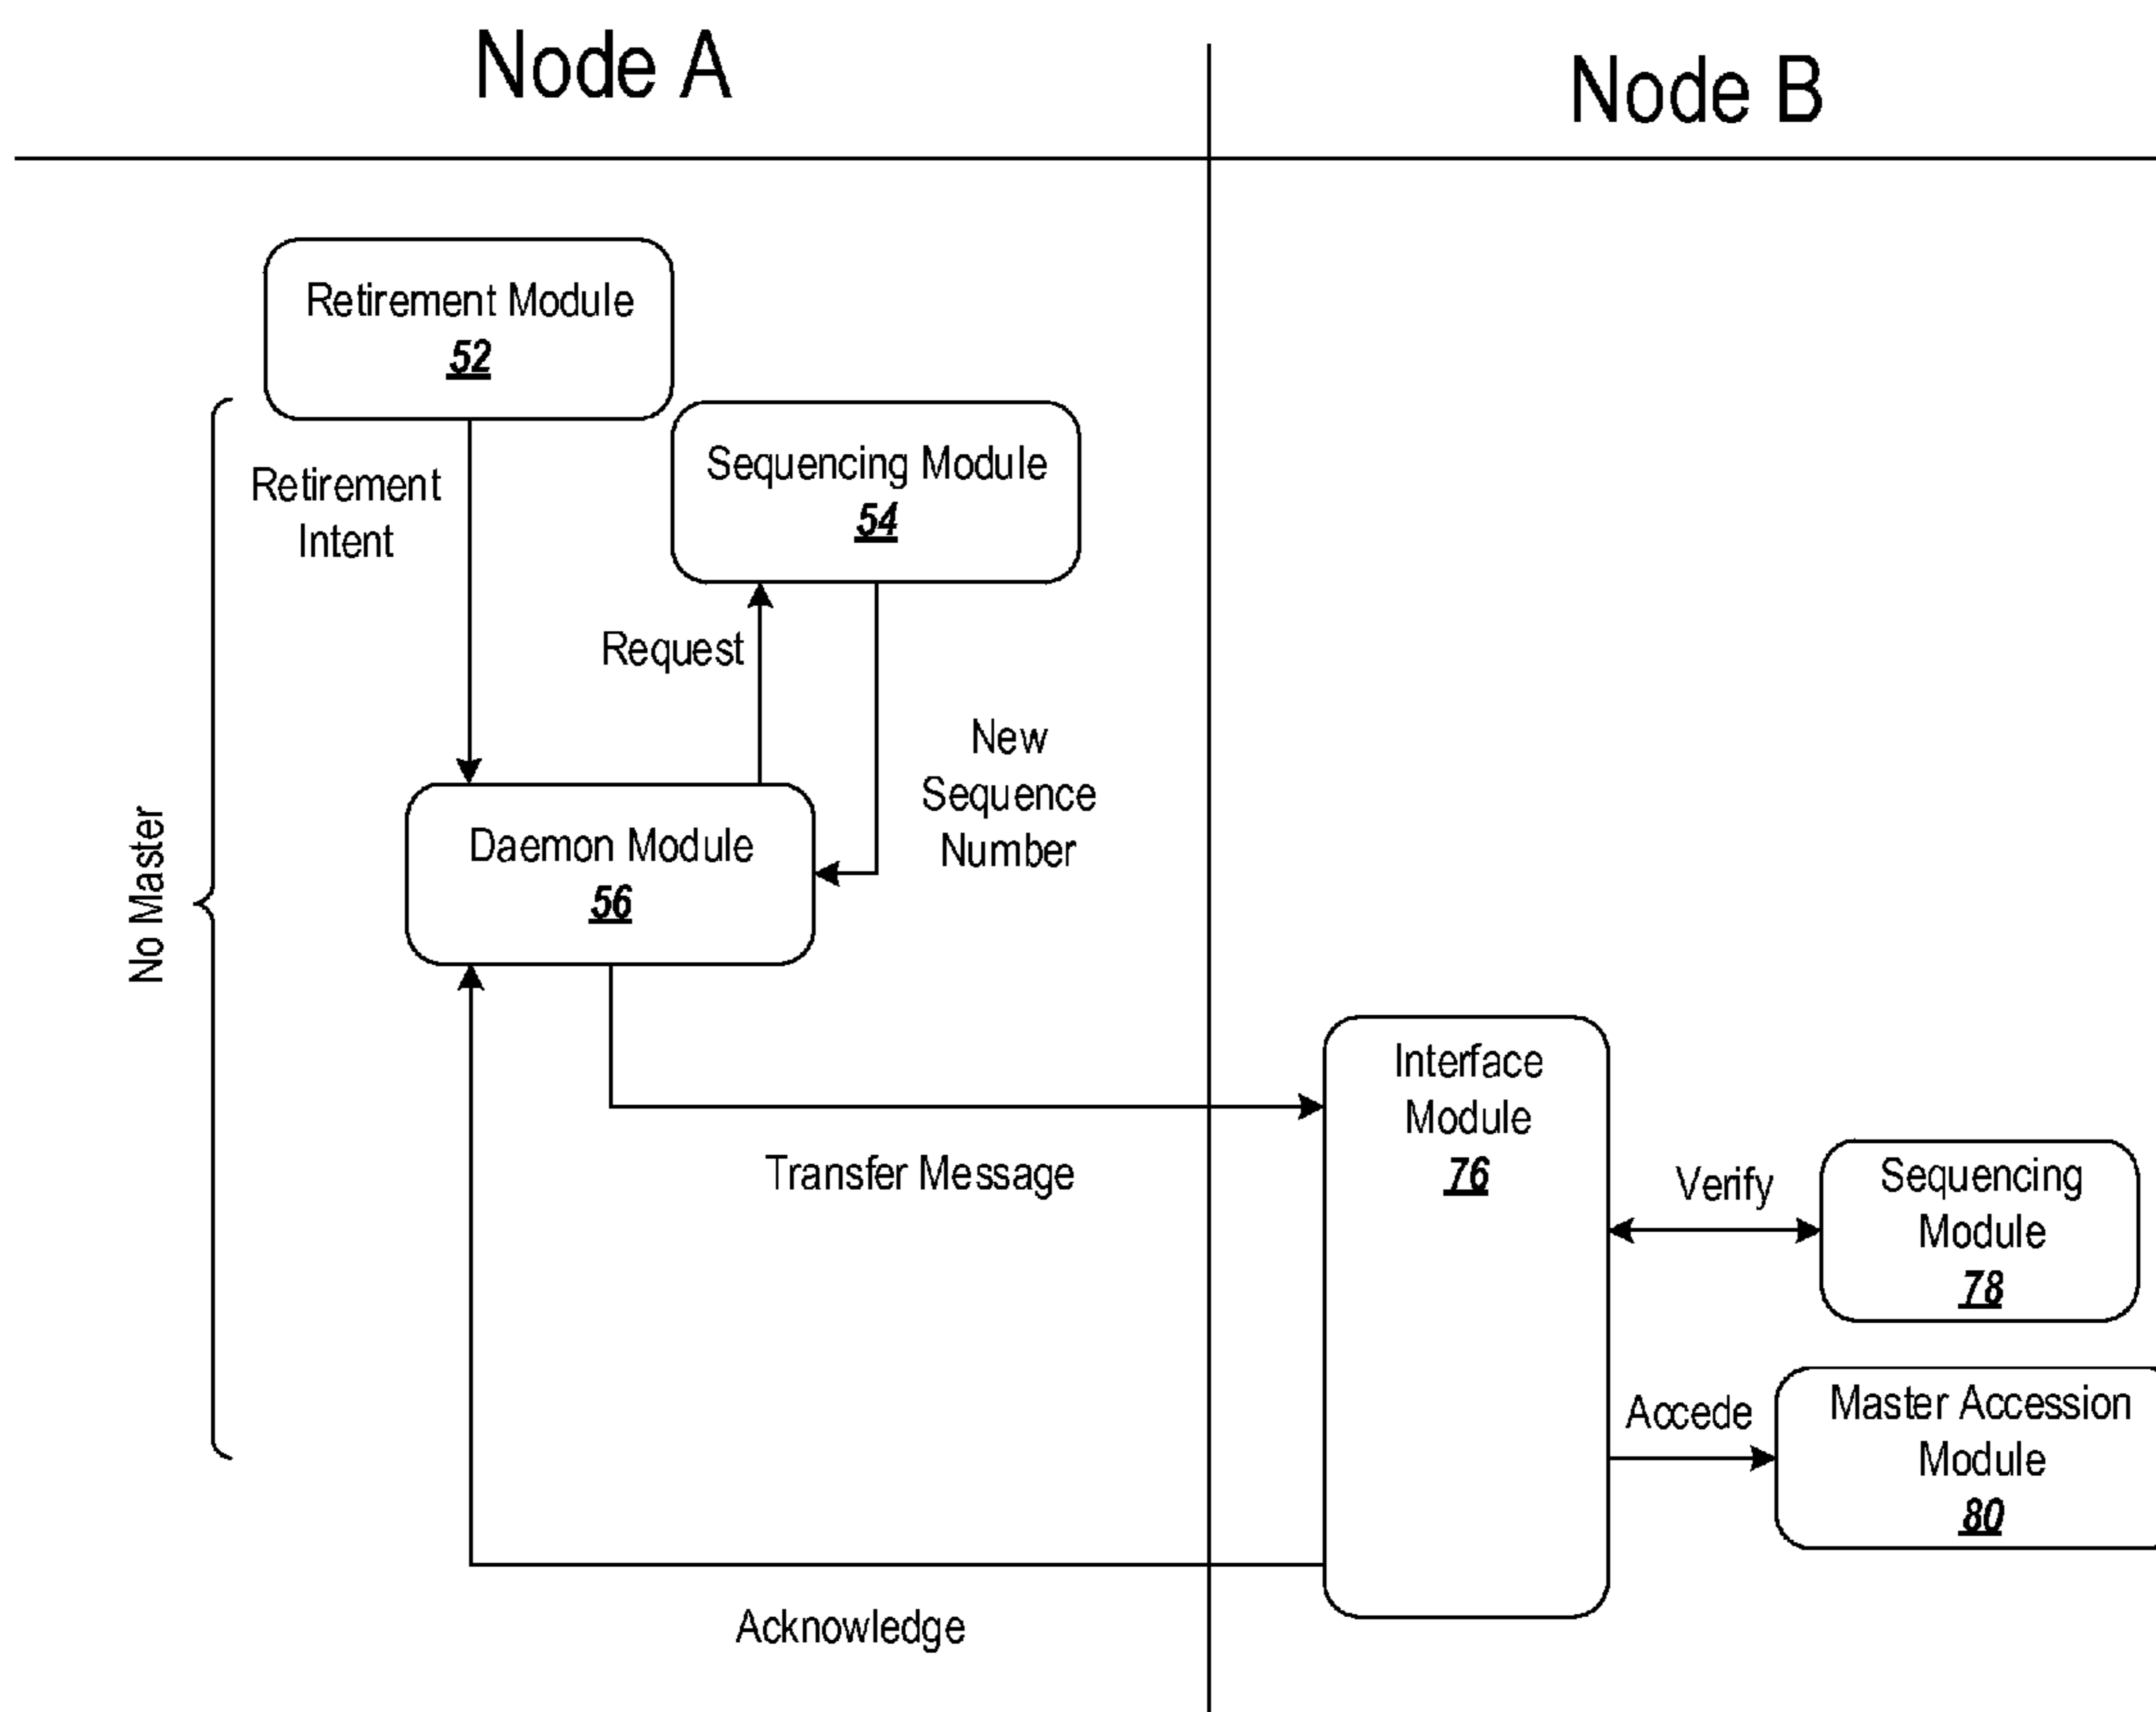 Node A
Node B
Retirement Module
52
Sequencing Module
54
Retirement
Intent
Request
New
Sequence
Number
Daemon Module
56
No Master
Interface
Module
76
Transfer Message
Verify
Sequencing
Module
78
Accede
Master Accession
Module
80
Acknowledge